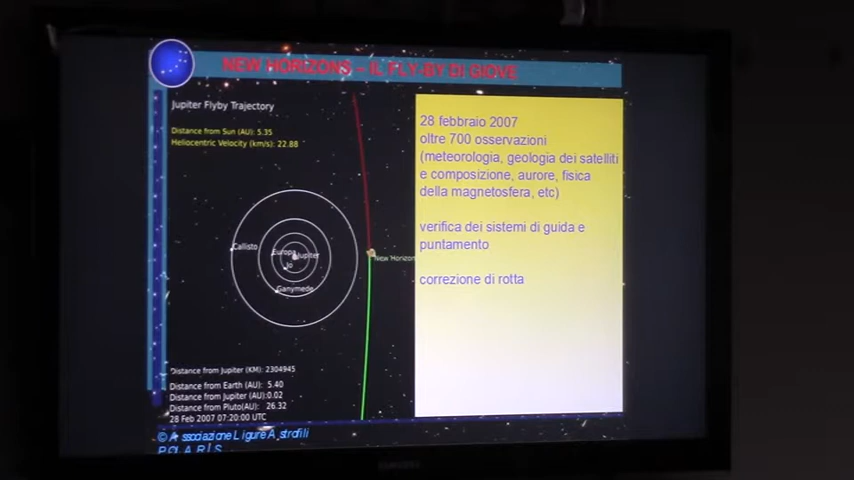 NEW HORIZONS – IL FLY-BY DI GIOVE
Jupiter Flyby Trajectory
Distance from Sun (AU): 5.35
Heliocentric Velocity (km/s): 22.88
Callisto
Europa
Jupiter
Io
Ganymede
New Horizon
Distance from Jupiter (KM): 2304945
Distance from Earth (AU): 5.40
Distance from Jupiter (AU):0.02
Distance from Pluto(AU): 26.32
28 Feb 2007 07:20:00 UTC
28 febbraio 2007
oltre 700 osservazioni
(meteorologia, geologia dei satelliti
e composizione, aurore, fisica
della magnetosfera, etc)
verifica dei sistemi di guida e
puntamento
correzione di rotta
© Associazione Ligure Astrofili
POLARIS